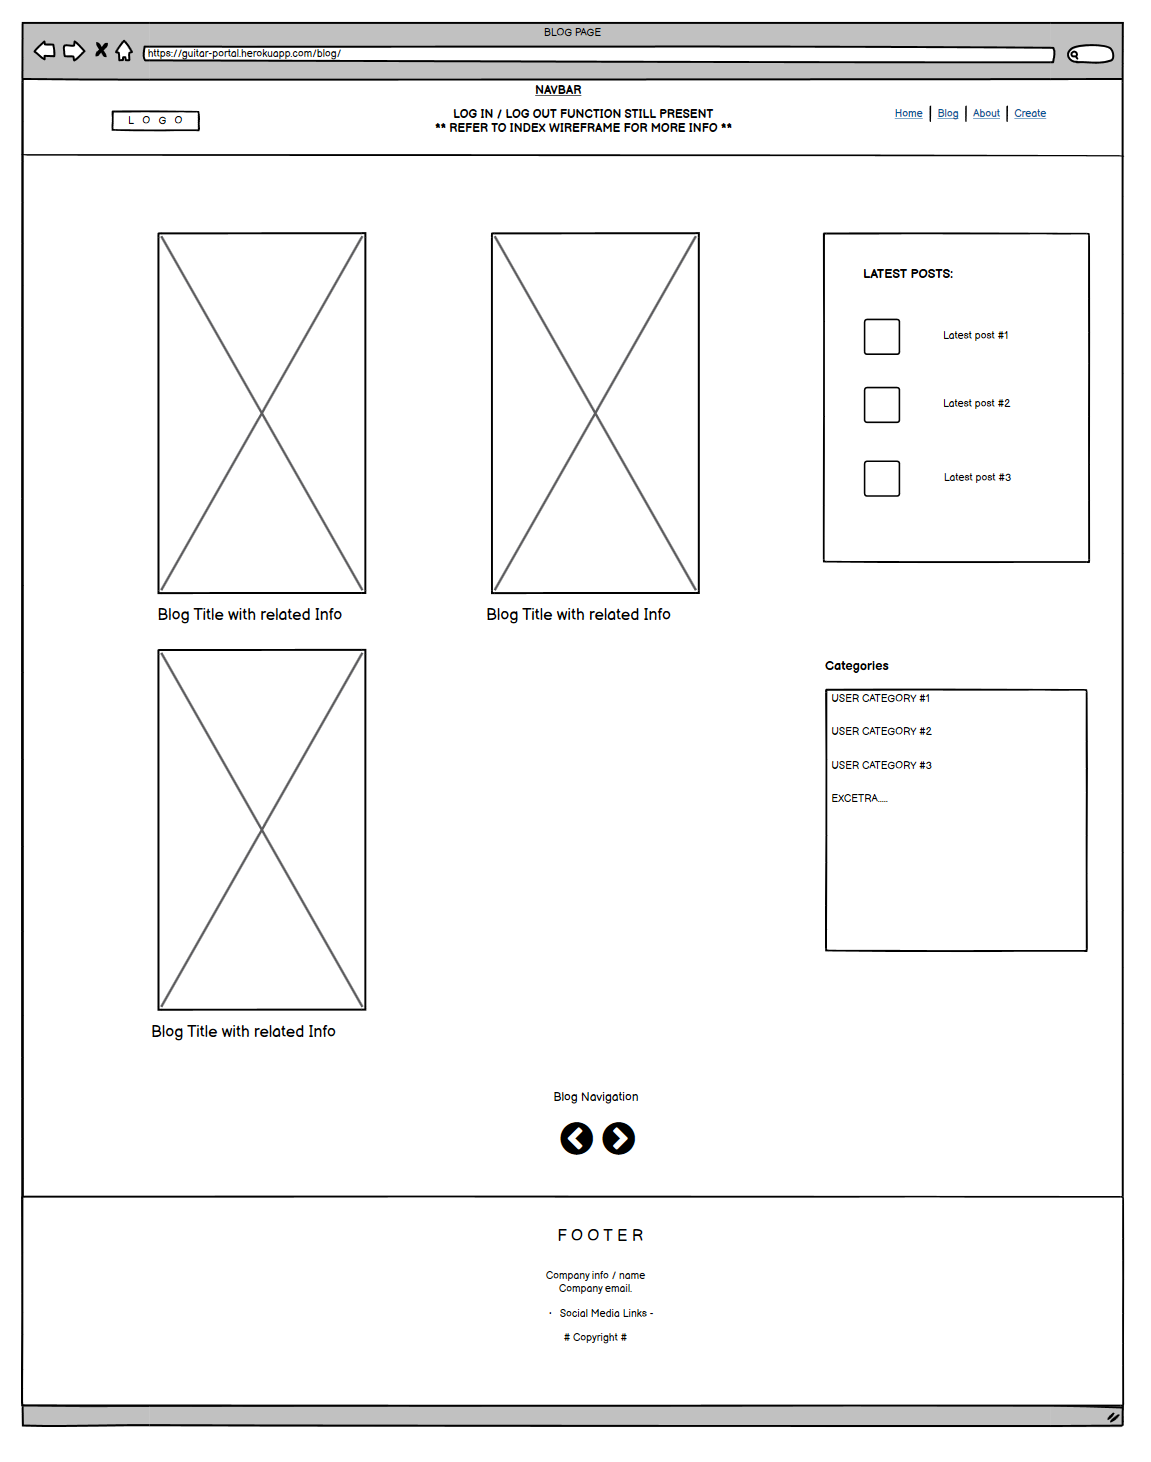 BLOG PAGE
https://guitar-portal.herokuapp.com/blog/
NAVBAR
LOGO
LOG IN / LOG OUT FUNCTION STILL PRESENT
** REFER TO INDEX WIREFRAME FOR MORE INFO **
Home | Blog | About | Create
LATEST POSTS:
Latest post #1
Latest post #2
Latest post #3
Blog Title with related Info
Blog Title with related Info
Categories
USER CATEGORY #1
USER CATEGORY #2
USER CATEGORY #3
EXCETRA.....
Blog Title with related Info
Blog Navigation
FOOTER
Company info / name
Company email.
· Social Media Links -
# Copyright #